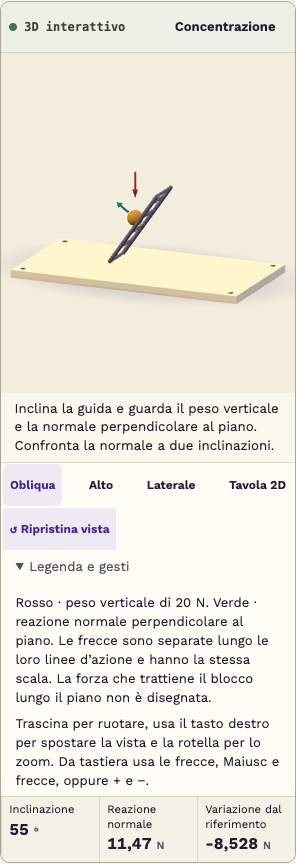 3D interattivo
Concentrazione
Inclina la guida e guarda il peso verticale
e la normale perpendicolare al piano.
Confronta la normale a due inclinazioni.
Obliqua
Alto
Laterale
Tavola 2D
↺ Ripristina vista
▼ Legenda e gesti
Rosso · peso verticale di 20 N. Verde ·
reazione normale perpendicolare al
piano. Le frecce sono separate lungo le
loro linee d’azione e hanno la stessa
scala. La forza che trattiene il blocco
lungo il piano non è disegnata.
Trascina per ruotare, usa il tasto destro
per spostare la vista e la rotella per lo
zoom. Da tastiera usa le frecce, Maiusc e
frecce, oppure + e −.
Inclinazione
55 °
Reazione
normale
11,47 N
Variazione dal
riferimento
-8,528 N